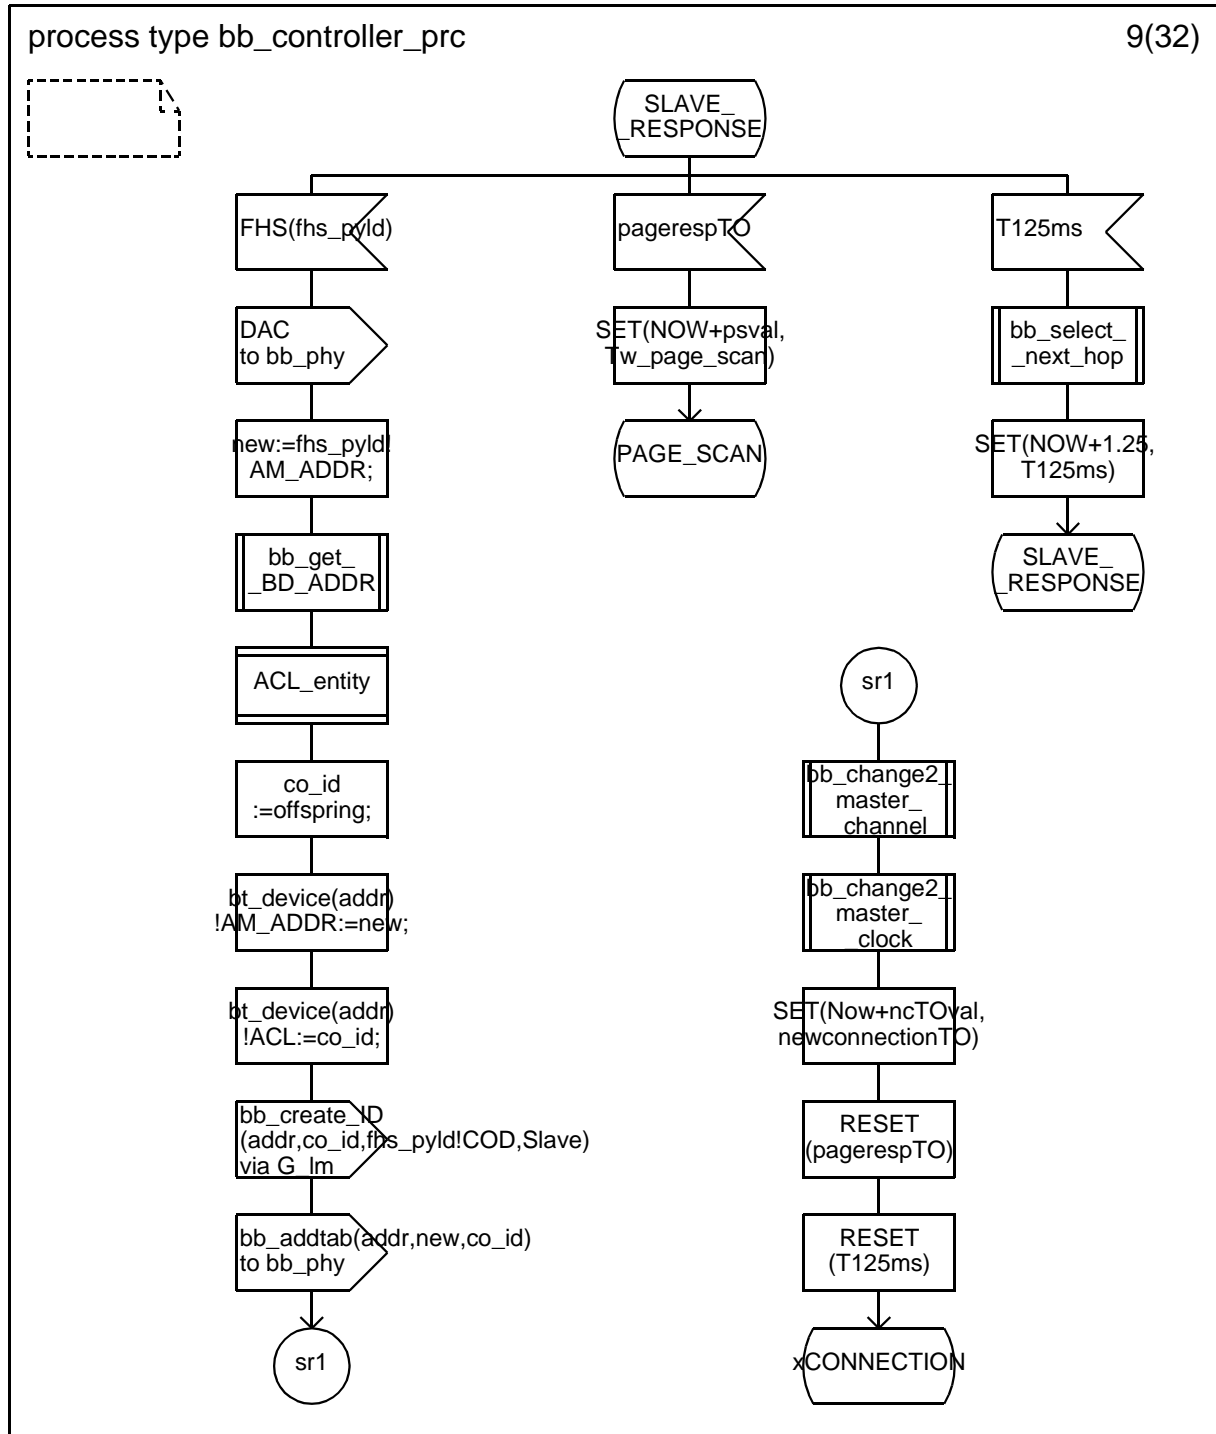 process type bb_controller_prc
9(32)
SLAVE_
_RESPONSE
FHS(fhs_pyld)
DAC
to bb_phy
new:=fhs_pyld!
AM_ADDR;
bb_get_
_BD_ADDR
ACL_entity
co_id
:=offspring;
bt_device(addr)
!AM_ADDR:=new;
bt_device(addr)
!ACL:=co_id;
bb_create_ID
(addr,co_id,fhs_pyld!COD,Slave)
via G_lm
bb_addtab(addr,new,co_id)
to bb_phy
sr1
pagerespTO
SET(NOW+psval,
Tw_page_scan)
PAGE_SCAN
T125ms
bb_select_
_next_hop
SET(NOW+1.25,
T125ms)
SLAVE_
_RESPONSE
sr1
bb_change2_
master_
_channel
bb_change2_
master_
_clock
SET(Now+ncTOval,
newconnectionTO)
RESET
(pagerespTO)
RESET
(T125ms)
xCONNECTION